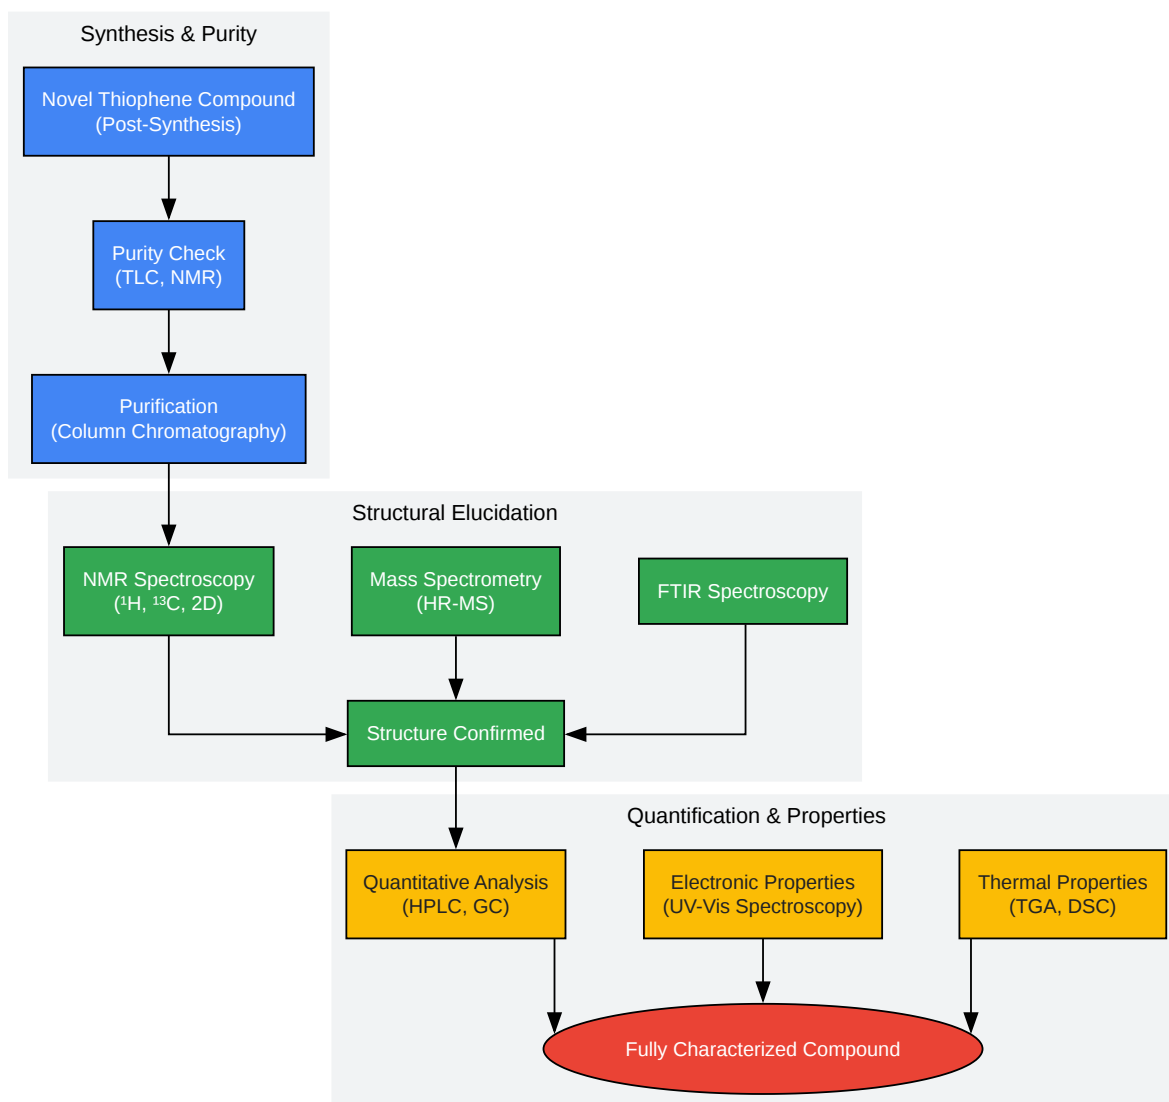 Synthesis & Purity
Novel Thiophene Compound
(Post-Synthesis)
Purity Check
(TLC, NMR)
Purification
(Column Chromatography)
Structural Elucidation
NMR Spectroscopy
(¹H, ¹³C, 2D)
Mass Spectrometry
(HR-MS)
FTIR Spectroscopy
Structure Confirmed
Quantification & Properties
Quantitative Analysis
(HPLC, GC)
Electronic Properties
(UV-Vis Spectroscopy)
Thermal Properties
(TGA, DSC)
Fully Characterized Compound